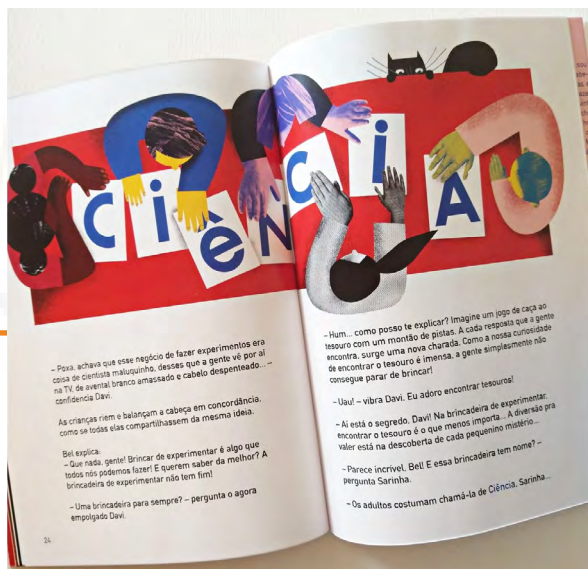 CiÊNCiA
– Poxa, achava que esse negócio de fazer experimentos era
coisa de cientista maluquinho, desses que a gente vê por aí
na TV, de avental branco amassado e cabelo despenteado... –
confidencia Davi.
As crianças riem e balançam a cabeça em concordância,
como se todas elas compartilhassem da mesma ideia.
Bel explica:
– Que nada, gente! Brincar de experimentar é algo que
todos nós podemos fazer! E querem saber da melhor? A
brincadeira de experimentar não tem fim!
– Uma brincadeira para sempre? – pergunta o agora
empolgado Davi.
24
– Hum... como posso te explicar? Imagine um jogo de caça ao
tesouro com um montão de pistas. A cada resposta que a gente
encontra, surge uma nova charada. Como a nossa curiosidade
de encontrar o tesouro é imensa, a gente simplesmente não
consegue parar de brincar!
– Uau! – vibra Davi. Eu adoro encontrar tesouros!
– Aí está o segredo, Davi! Na brincadeira de experimentar,
encontrar o tesouro é o que menos importa... A diversão pra
valer está na descoberta de cada pequenino mistério...
– Parece incrível, Bel! E essa brincadeira tem nome? –
pergunta Sarinha.
– Os adultos costumam chamá-la de Ciência, Sarinha...